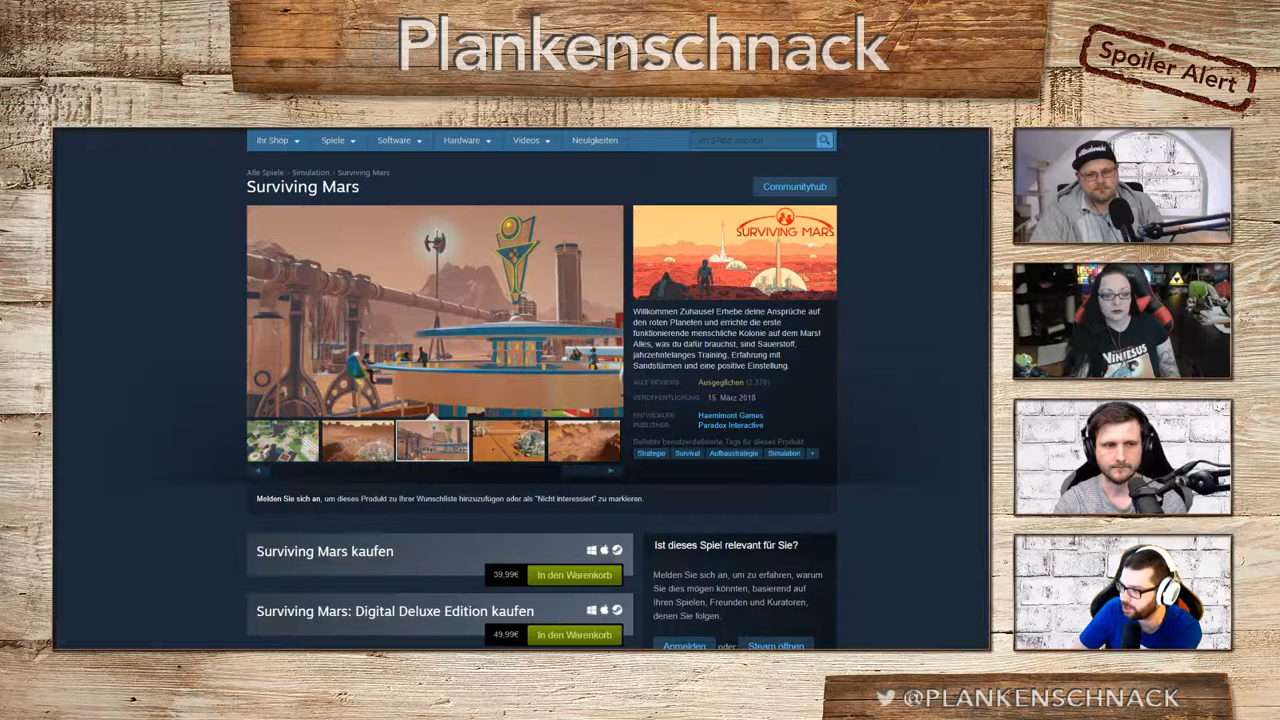 Plankenschnack
Spoiler Alert
Ihr Shop Spiele Software Hardware Videos Neuigkeiten im Shop suchen
Alle Spiele > Simulation > Surviving Mars
Surviving Mars
Communityhub
SURVIVING MARS
Willkommen Zuhause! Erhebe deine Ansprüche auf
den roten Planeten und errichte die erste
funktionierende menschliche Kolonie auf dem Mars!
Alles, was du dafür brauchst, sind Sauerstoff,
jahrzehntelanges Training, Erfahrung mit
Sandstürmen und eine positive Einstellung.
ALLE REVIEWS: Ausgeglichen (2,378)
VERÖFFENTLICHUNG: 15. März 2018
ENTWICKLER: Haemimont Games
PUBLISHER: Paradox Interactive
Beliebte benutzerdefinierte Tags für dieses Produkt:
Strategie Survival Aufbaustrategie Simulation +
Melden Sie sich an, um dieses Produkt zu Ihrer Wunschliste hinzuzufügen oder als "Nicht interessiert" zu markieren.
Surviving Mars kaufen
39,99€ In den Warenkorb
Surviving Mars: Digital Deluxe Edition kaufen
49,99€ In den Warenkorb
Ist dieses Spiel relevant für Sie?
Melden Sie sich an, um zu erfahren, warum
Sie dies mögen könnten, basierend auf
Ihren Spielen, Freunden und Kuratoren,
denen Sie folgen.
Anmelden oder Steam öffnen
@PLANKENSCHNACK